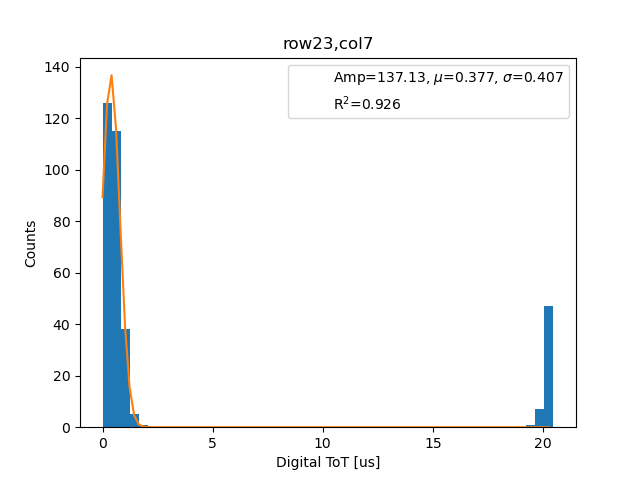 row23,col7
Amp=137.13, μ=0.377, σ=0.407
R²=0.926
140
120
100
80
60
40
20
0
Counts
0 5 10 15 20
Digital ToT [us]